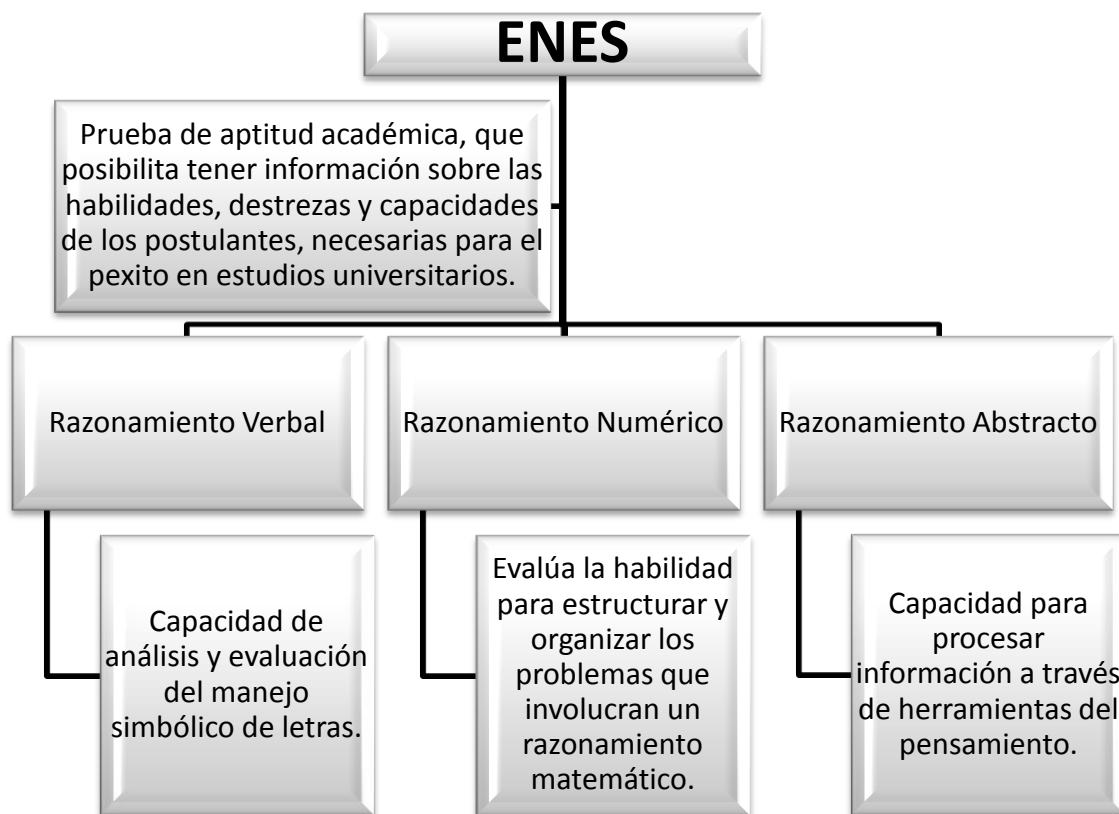 ENES
Prueba de aptitud académica, que
posibilita tener información sobre las
habilidades, destrezas y capacidades
de los postulantes, necesarias para el
pexito en estudios universitarios.
Razonamiento Verbal
Capacidad de
análisis y evaluación
del manejo
simbólico de letras.
Razonamiento Numérico
Evalúa la habilidad
para estructurar y
organizar los
problemas que
involucran un
razonamiento
matemático.
Razonamiento Abstracto
Capacidad para
procesar
información a través
de herramientas del
pensamiento.